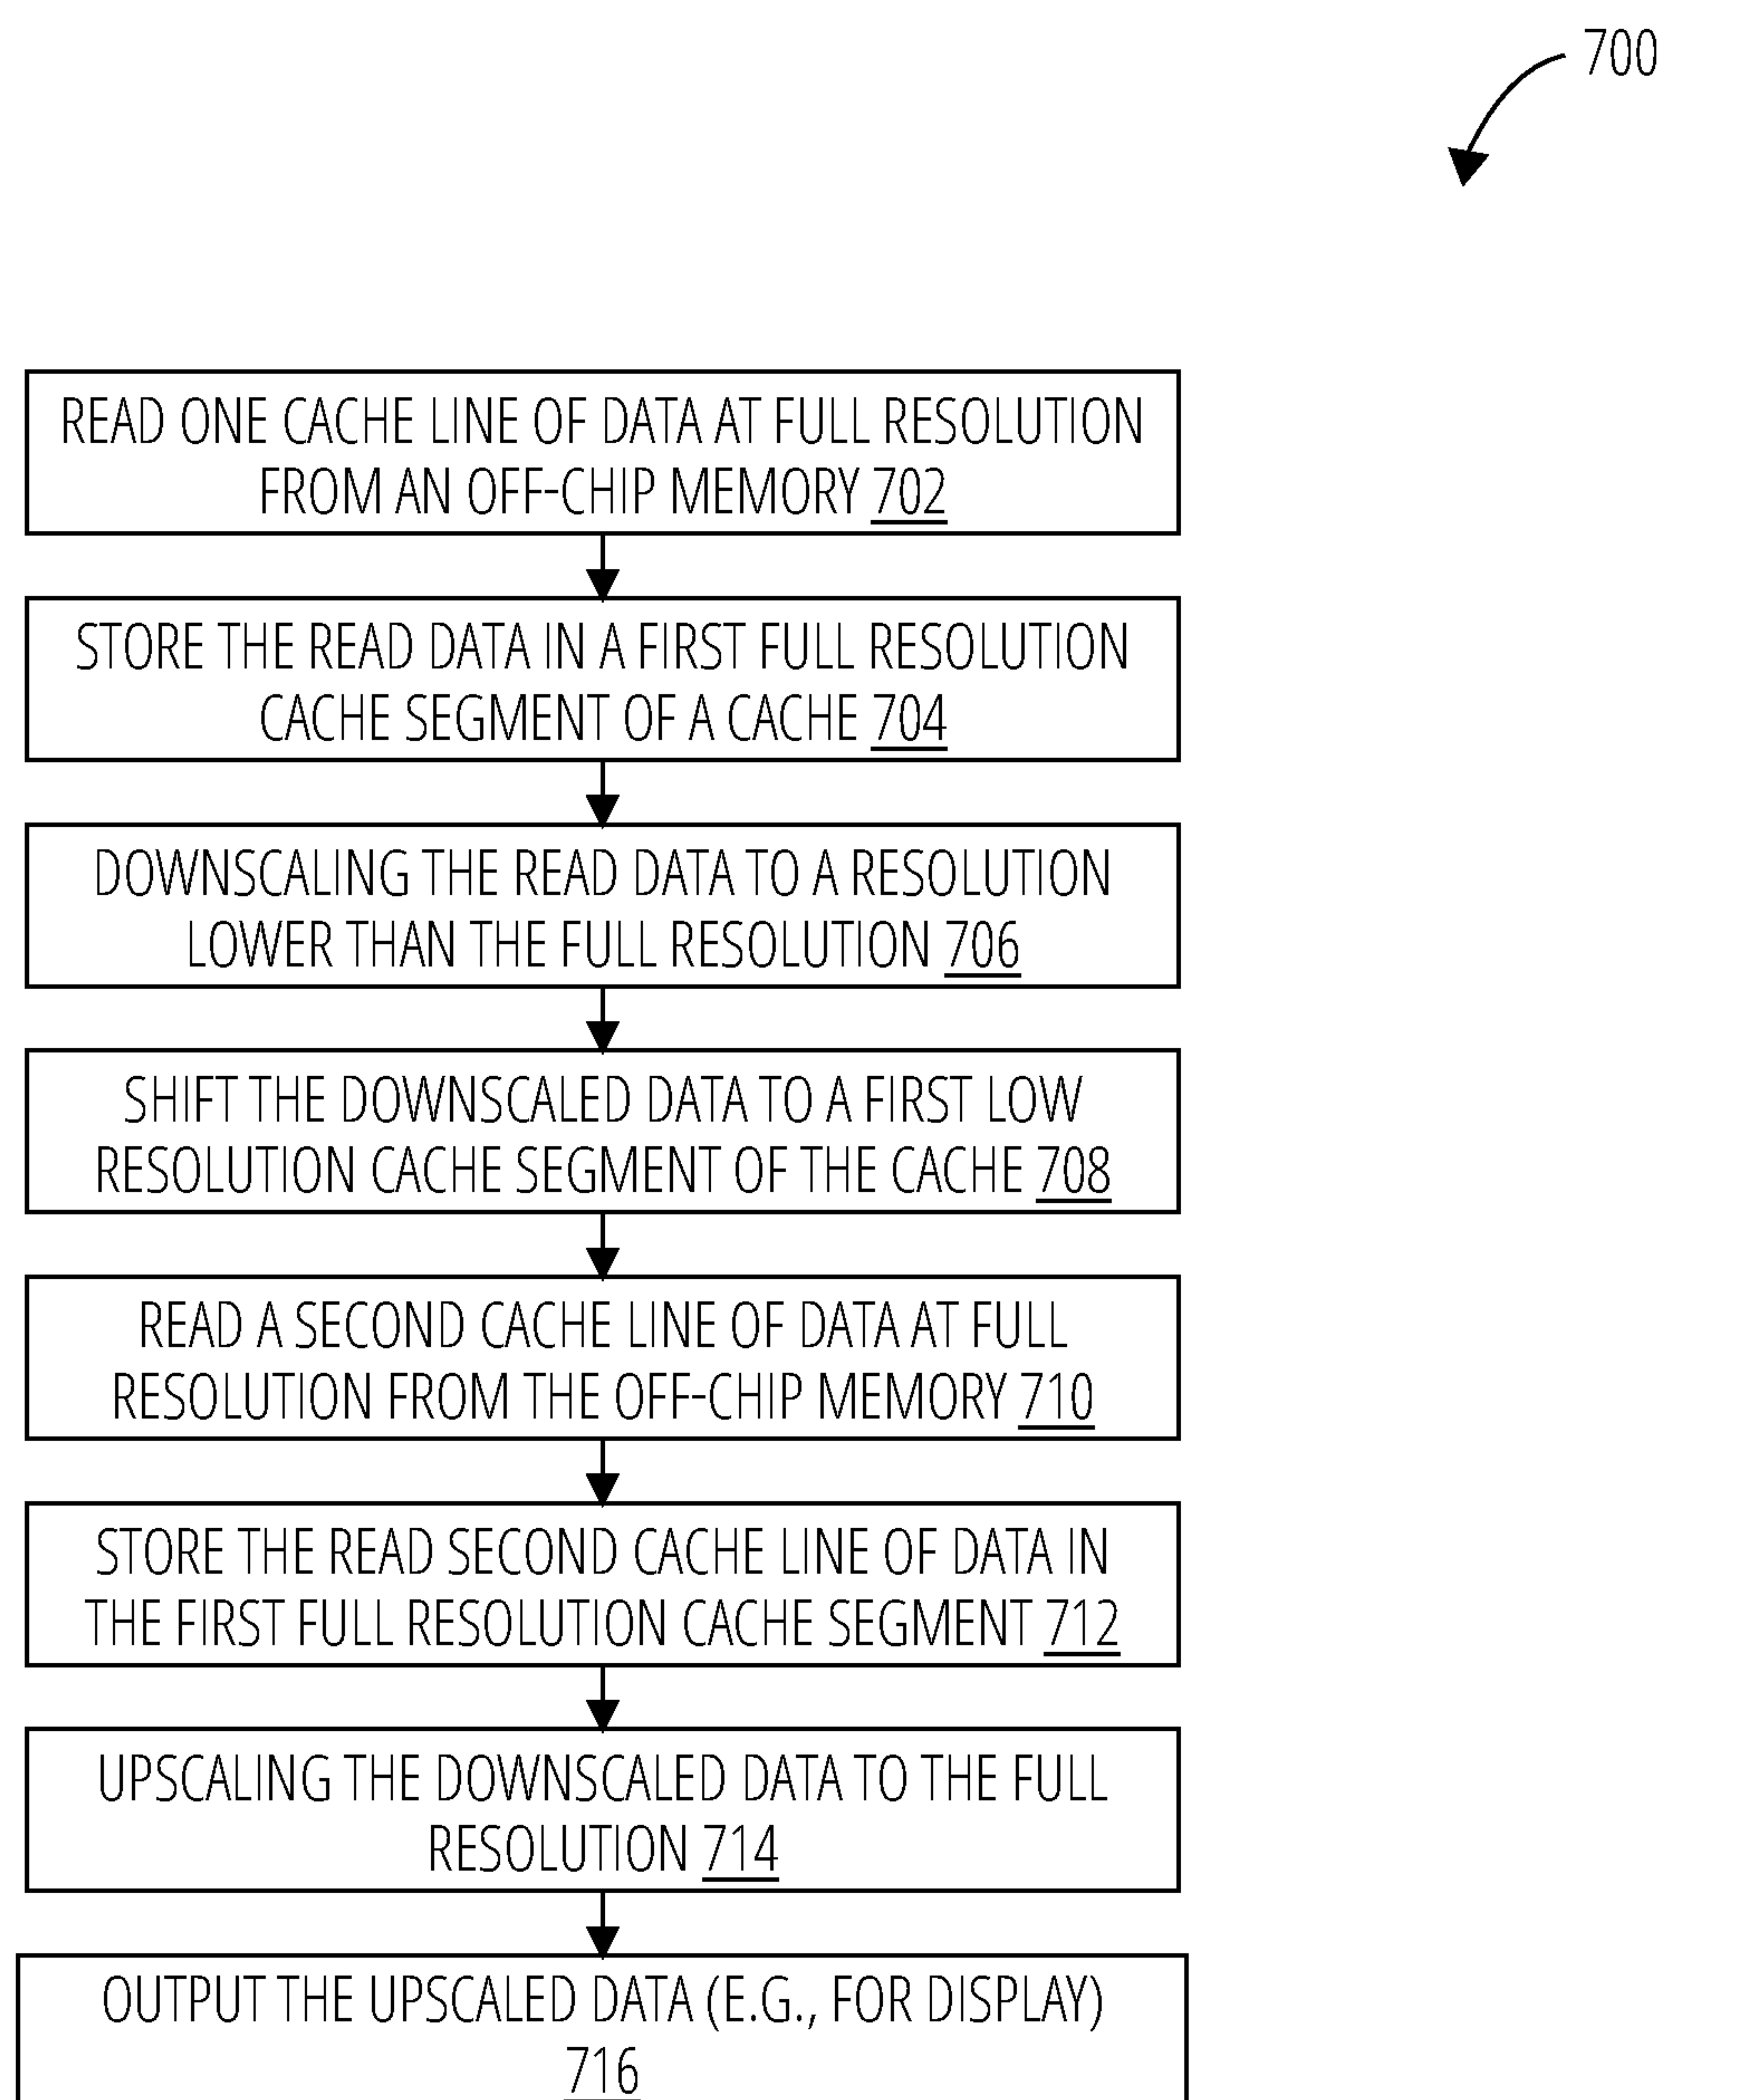 700
READ ONE CACHE LINE OF DATA AT FULL RESOLUTION
FROM AN OFF-CHIP MEMORY 702
STORE THE READ DATA IN A FIRST FULL RESOLUTION
CACHE SEGMENT OF A CACHE 704
DOWNSCALING THE READ DATA TO A RESOLUTION
LOWER THAN THE FULL RESOLUTION 706
SHIFT THE DOWNSCALED DATA TO A FIRST LOW
RESOLUTION CACHE SEGMENT OF THE CACHE 708
READ A SECOND CACHE LINE OF DATA AT FULL
RESOLUTION FROM THE OFF-CHIP MEMORY 710
STORE THE READ SECOND CACHE LINE OF DATA IN
THE FIRST FULL RESOLUTION CACHE SEGMENT 712
UPSCALING THE DOWNSCALED DATA TO THE FULL
RESOLUTION 714
OUTPUT THE UPSCALED DATA (E.G., FOR DISPLAY)
716